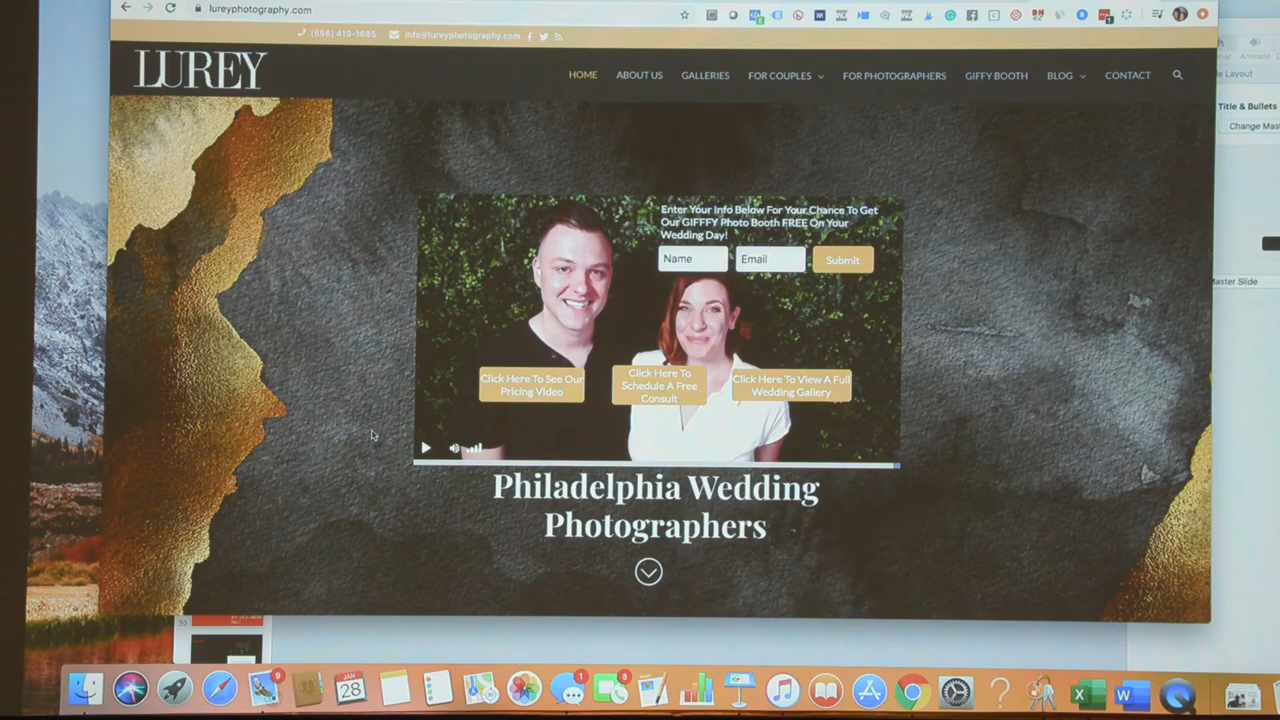 lureyphotography.com
(856) 419-1685 info@lureyphotography.com
LUREY
HOME ABOUT US GALLERIES FOR COUPLES FOR PHOTOGRAPHERS GIFFY BOOTH BLOG CONTACT
Title & Bullets
Master Slide
Enter Your Info Below For Your Chance To Get
Our GIFFFY Photo Booth FREE On Your
Wedding Day!
Name Email Submit
Click Here To See Our
Pricing Video
Click Here To
Schedule A Free
Consult
Click Here To View A Full
Wedding Gallery
Philadelphia Wedding
Photographers
9
JAN
28
1
8